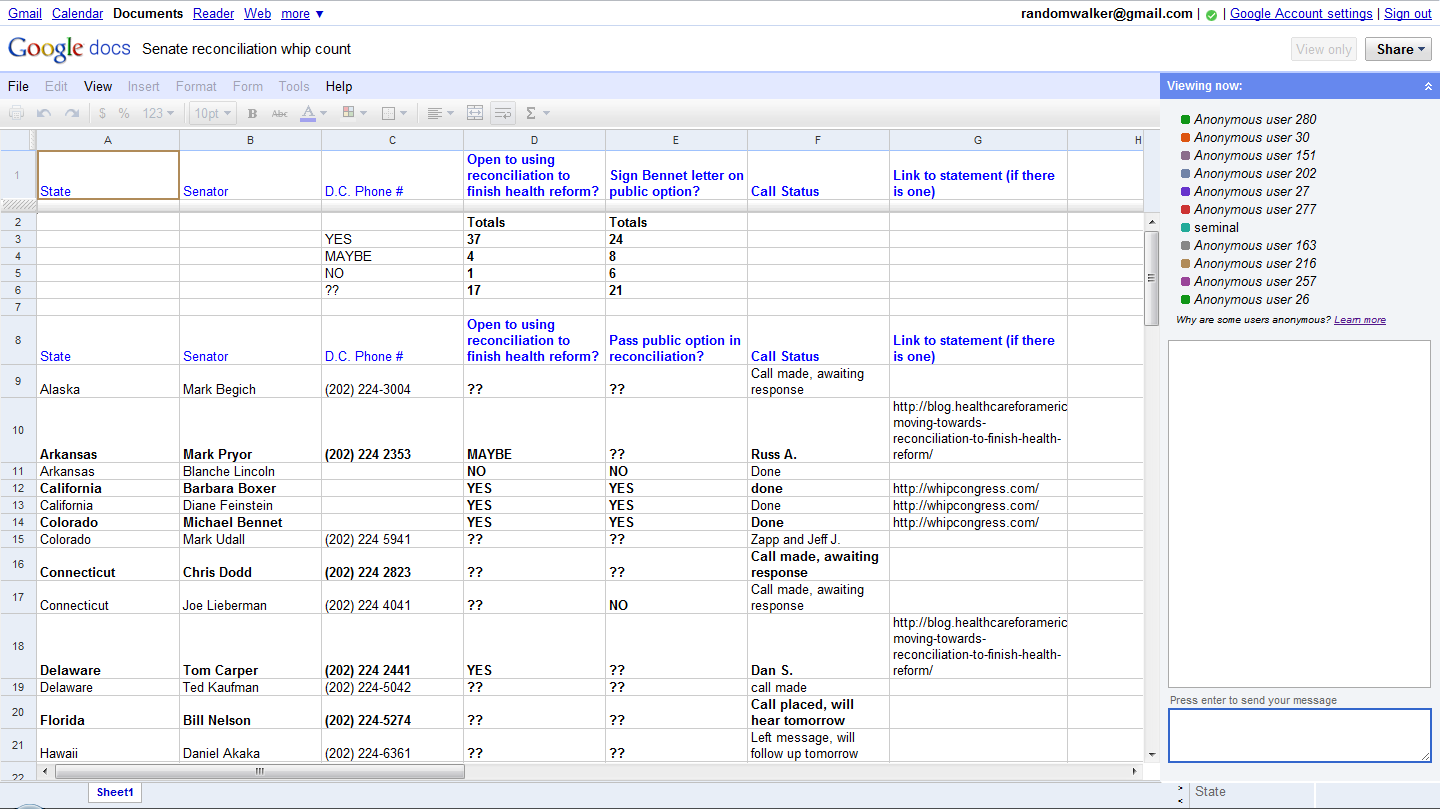 Gmail Calendar Documents Reader Web more ▼
randomwalker@gmail.com | | Google Account settings | Sign out
Google docs Senate reconciliation whip count
View only Share
File Edit View Insert Format Form Tools Help
$ % 123 10pt B Abc A Σ
A B C D E F G H
1 State Senator D.C. Phone # Open to using reconciliation to finish health reform? Sign Bennet letter on public option? Call Status Link to statement (if there is one)
2 Totals Totals
3 YES 37 24
4 MAYBE 4 8
5 NO 1 6
6 ?? 17 21
7
8 State Senator D.C. Phone # Open to using reconciliation to finish health reform? Pass public option in reconciliation? Call Status Link to statement (if there is one)
9 Alaska Mark Begich (202) 224-3004 ?? ?? Call made, awaiting response
10 Arkansas Mark Pryor (202) 224 2353 MAYBE ?? Russ A. http://blog.healthcareforameric moving-towards-reconciliation-to-finish-health-reform/
11 Arkansas Blanche Lincoln NO NO Done
12 California Barbara Boxer YES YES done http://whipcongress.com/
13 California Diane Feinstein YES YES Done http://whipcongress.com/
14 Colorado Michael Bennet YES YES Done http://whipcongress.com/
15 Colorado Mark Udall (202) 224 5941 ?? ?? Zapp and Jeff J.
16 Connecticut Chris Dodd (202) 224 2823 ?? ?? Call made, awaiting response
17 Connecticut Joe Lieberman (202) 224 4041 ?? NO Call made, awaiting response
18 Delaware Tom Carper (202) 224 2441 YES ?? Dan S. http://blog.healthcareforameric moving-towards-reconciliation-to-finish-health-reform/
19 Delaware Ted Kaufman (202) 224-5042 ?? ?? call made
20 Florida Bill Nelson (202) 224-5274 ?? ?? Call placed, will hear tomorrow
21 Hawaii Daniel Akaka (202) 224-6361 ?? ?? Left message, will follow up tomorrow
22
Sheet1
Viewing now:
Anonymous user 280
Anonymous user 30
Anonymous user 151
Anonymous user 202
Anonymous user 27
Anonymous user 277
seminal
Anonymous user 163
Anonymous user 216
Anonymous user 257
Anonymous user 26
Why are some users anonymous? Learn more
Press enter to send your message
> <
State